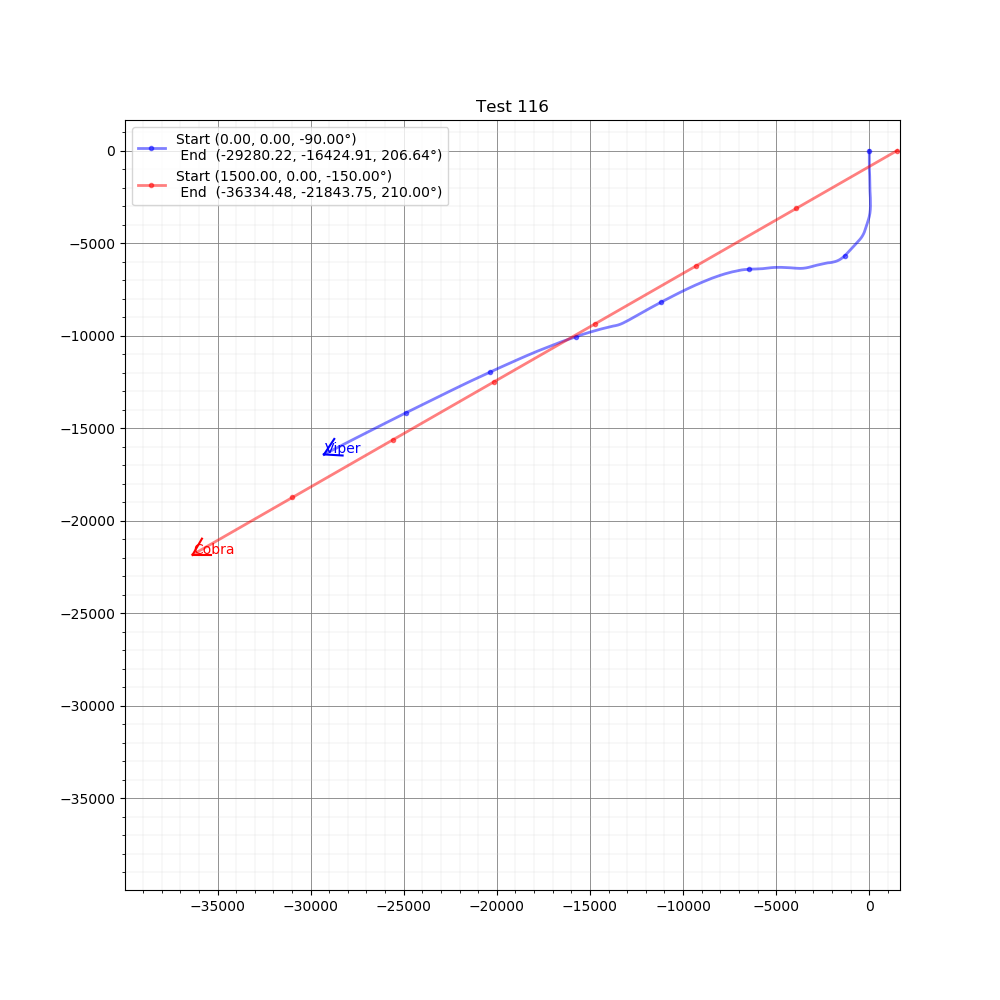 Test 116
Start (0.00, 0.00, -90.00°)
End  (-29280.22, -16424.91, 206.64°)
Start (1500.00, 0.00, -150.00°)
End  (-36334.48, -21843.75, 210.00°)
0
−5000
−10000
−15000
−20000
−25000
−30000
−35000
Viper
Cobra
−35000 −30000 −25000 −20000 −15000 −10000 −5000 0